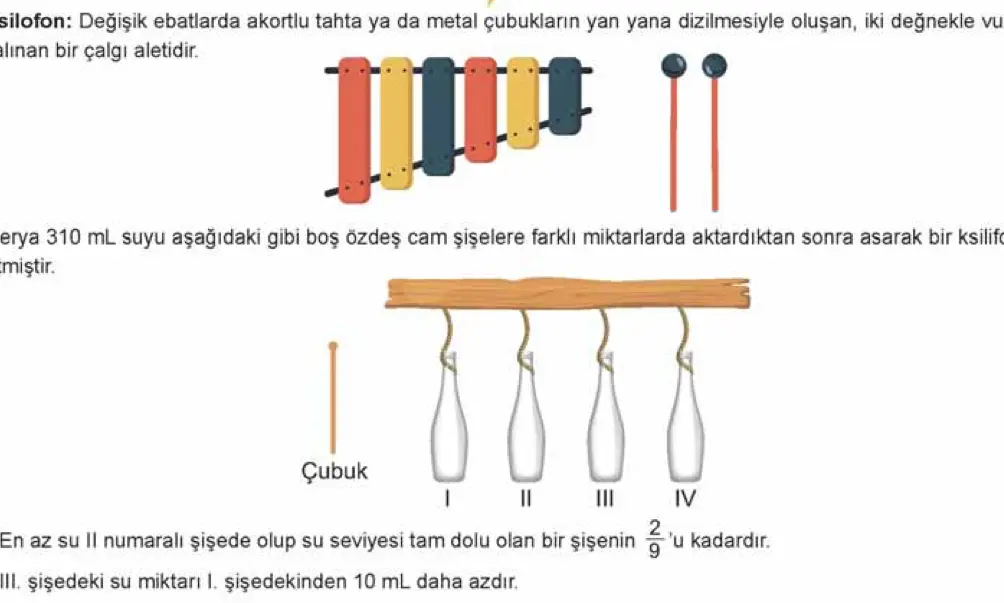 silofon: Değişik ebatlarda akortlu tahta ya da metal çubukların yan yana dizilmesiyle oluşan, iki değnekle vu
alınan bir çalgı aletidir.
erya 310 mL suyu aşağıdaki gibi boş özdeş cam şişelere farklı miktarlarda aktardıktan sonra asarak bir ksilifo
tmiştir.
Çubuk
I II III IV
En az su II numaralı şişede olup su seviyesi tam dolu olan bir şişenin 2/9 'u kadardır.
III. şişedeki su miktarı I. şişedekinden 10 mL daha azdır.